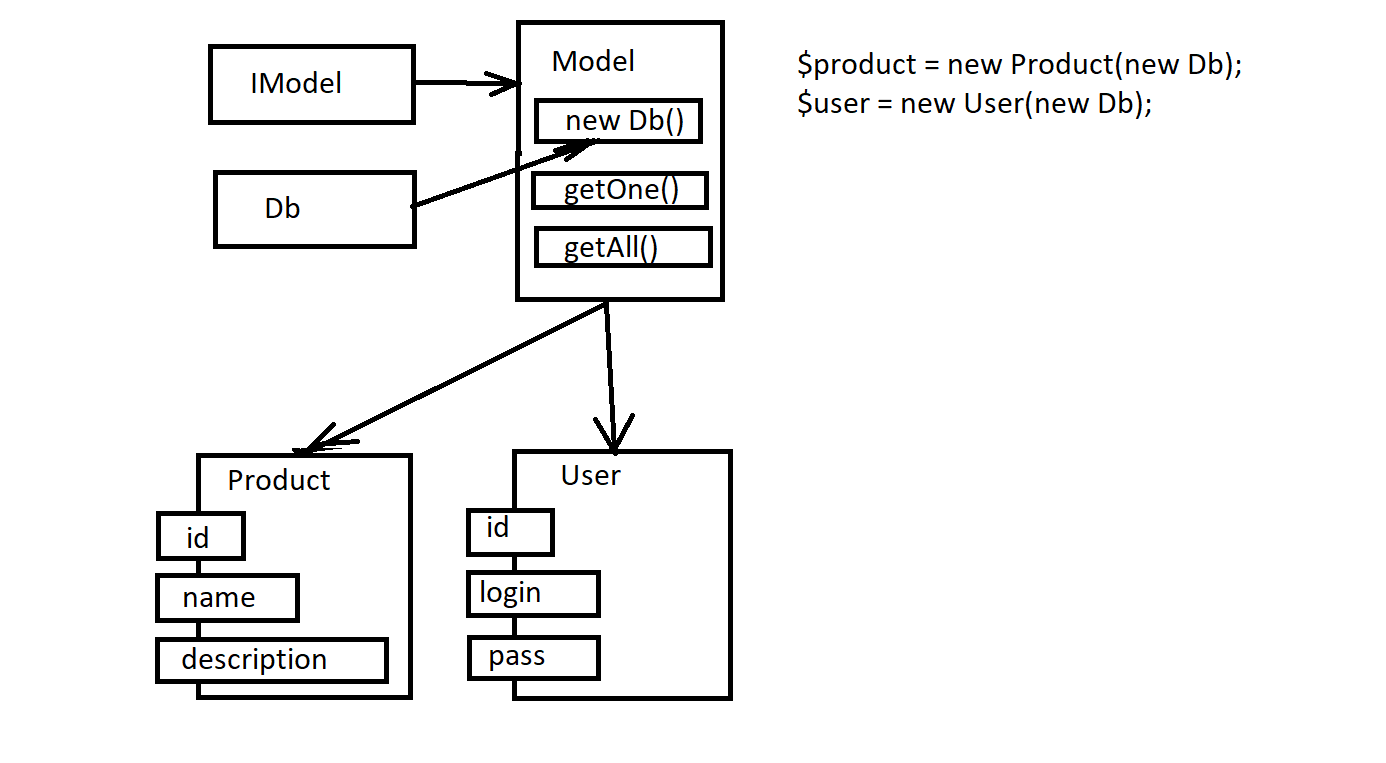 IModel
Model
$product = new Product(new Db);
$user = new User(new Db);
new Db()
Db
getOne()
getAll()
Product
id
name
description
User
id
login
pass